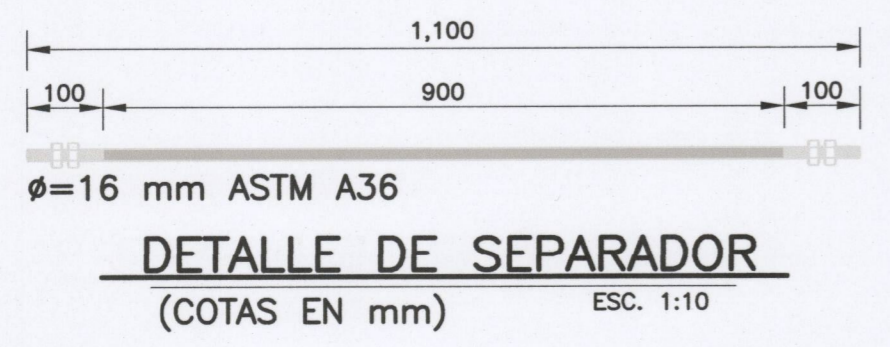 1,100
100 900 100
ø=16 mm ASTM A36
DETALLE DE SEPARADOR
(COTAS EN mm) ESC. 1:10